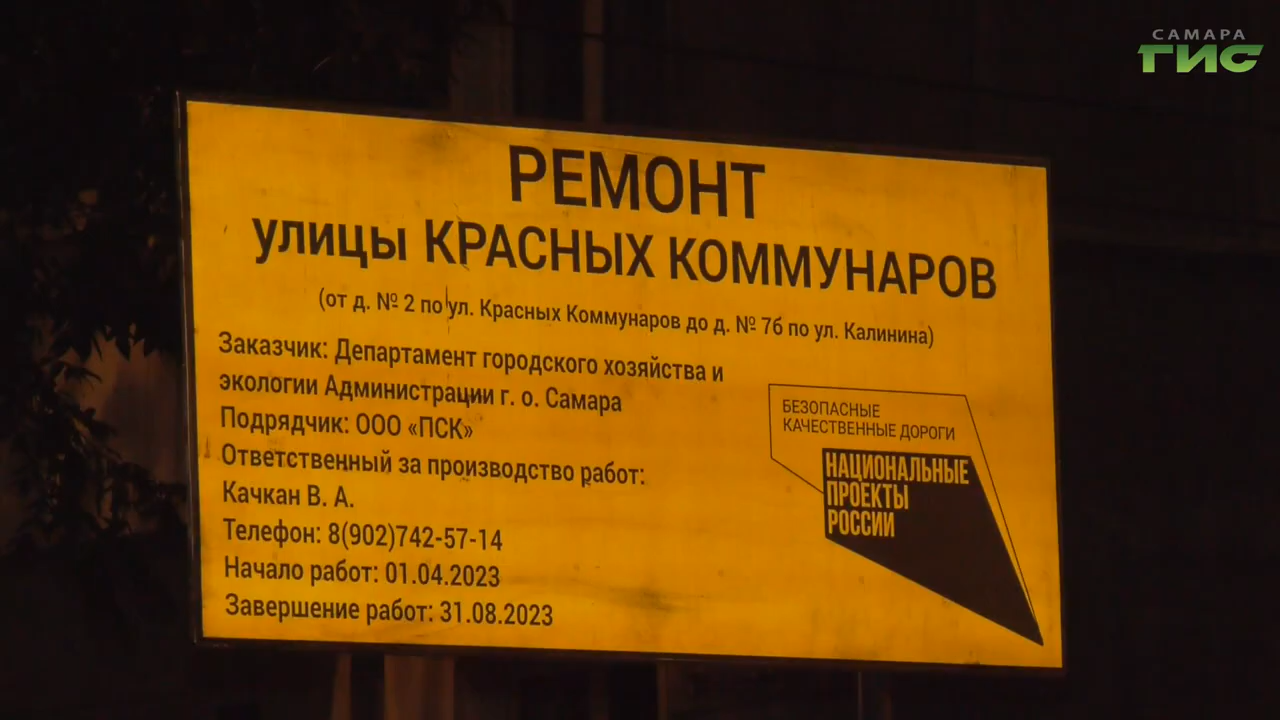 САМАРА
ГИС
РЕМОНТ
улицы КРАСНЫХ КОММУНАРОВ
(от д. № 2 по ул. Красных Коммунаров до д. № 7б по ул. Калинина)
Заказчик: Департамент городского хозяйства и
экологии Администрации г. о. Самара
Подрядчик: ООО «ПСК»
Ответственный за производство работ:
Качкан В. А.
Телефон: 8(902)742-57-14
Начало работ: 01.04.2023
Завершение работ: 31.08.2023
БЕЗОПАСНЫЕ
КАЧЕСТВЕННЫЕ ДОРОГИ
НАЦИОНАЛЬНЫЕ
ПРОЕКТЫ
РОССИИ